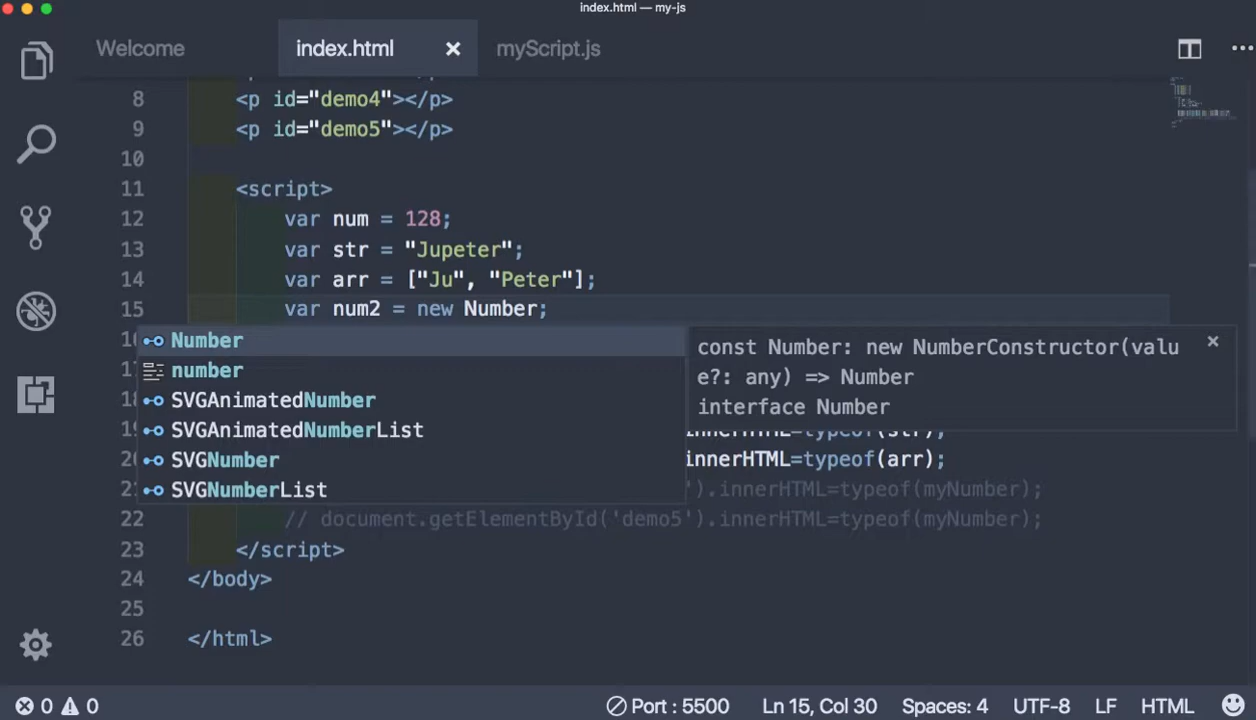 index.html — my-js
Welcome
index.html
myScript.js
8 <p id="demo4"></p>
9 <p id="demo5"></p>
10
11 <script>
12 var num = 128;
13 var str = "Jupeter";
14 var arr = ["Ju", "Peter"];
15 var num2 = new Number;
Number
number
SVGAnimatedNumber
SVGAnimatedNumberList
SVGNumber
SVGNumberList
const Number: new NumberConstructor(valu
e?: any) => Number
interface Number
innerHTML=typeof(str);
innerHTML=typeof(arr);
').innerHTML=typeof(myNumber);
22 // document.getElementById('demo5').innerHTML=typeof(myNumber);
23 </script>
24 </body>
25
26 </html>
0 0
Port : 5500
Ln 15, Col 30
Spaces: 4
UTF-8
LF
HTML